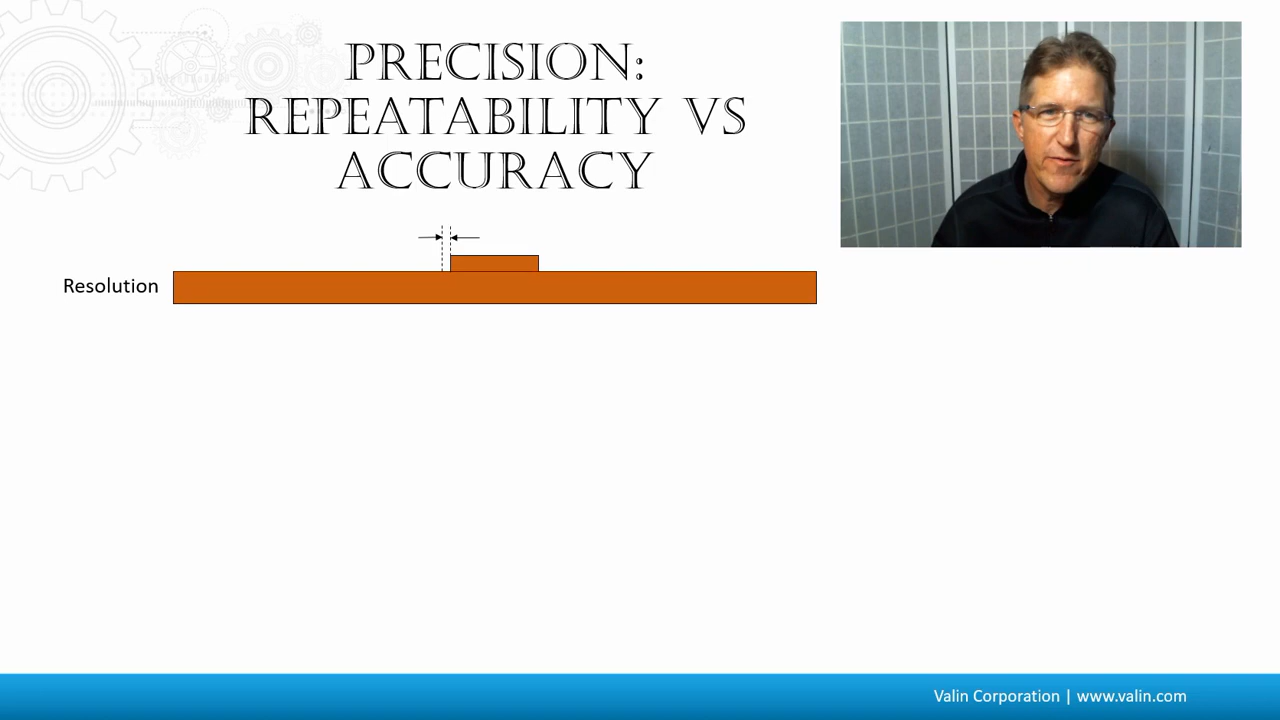 PRECISION:
REPEATABILITY VS
ACCURACY
Resolution
Valin Corporation | www.valin.com